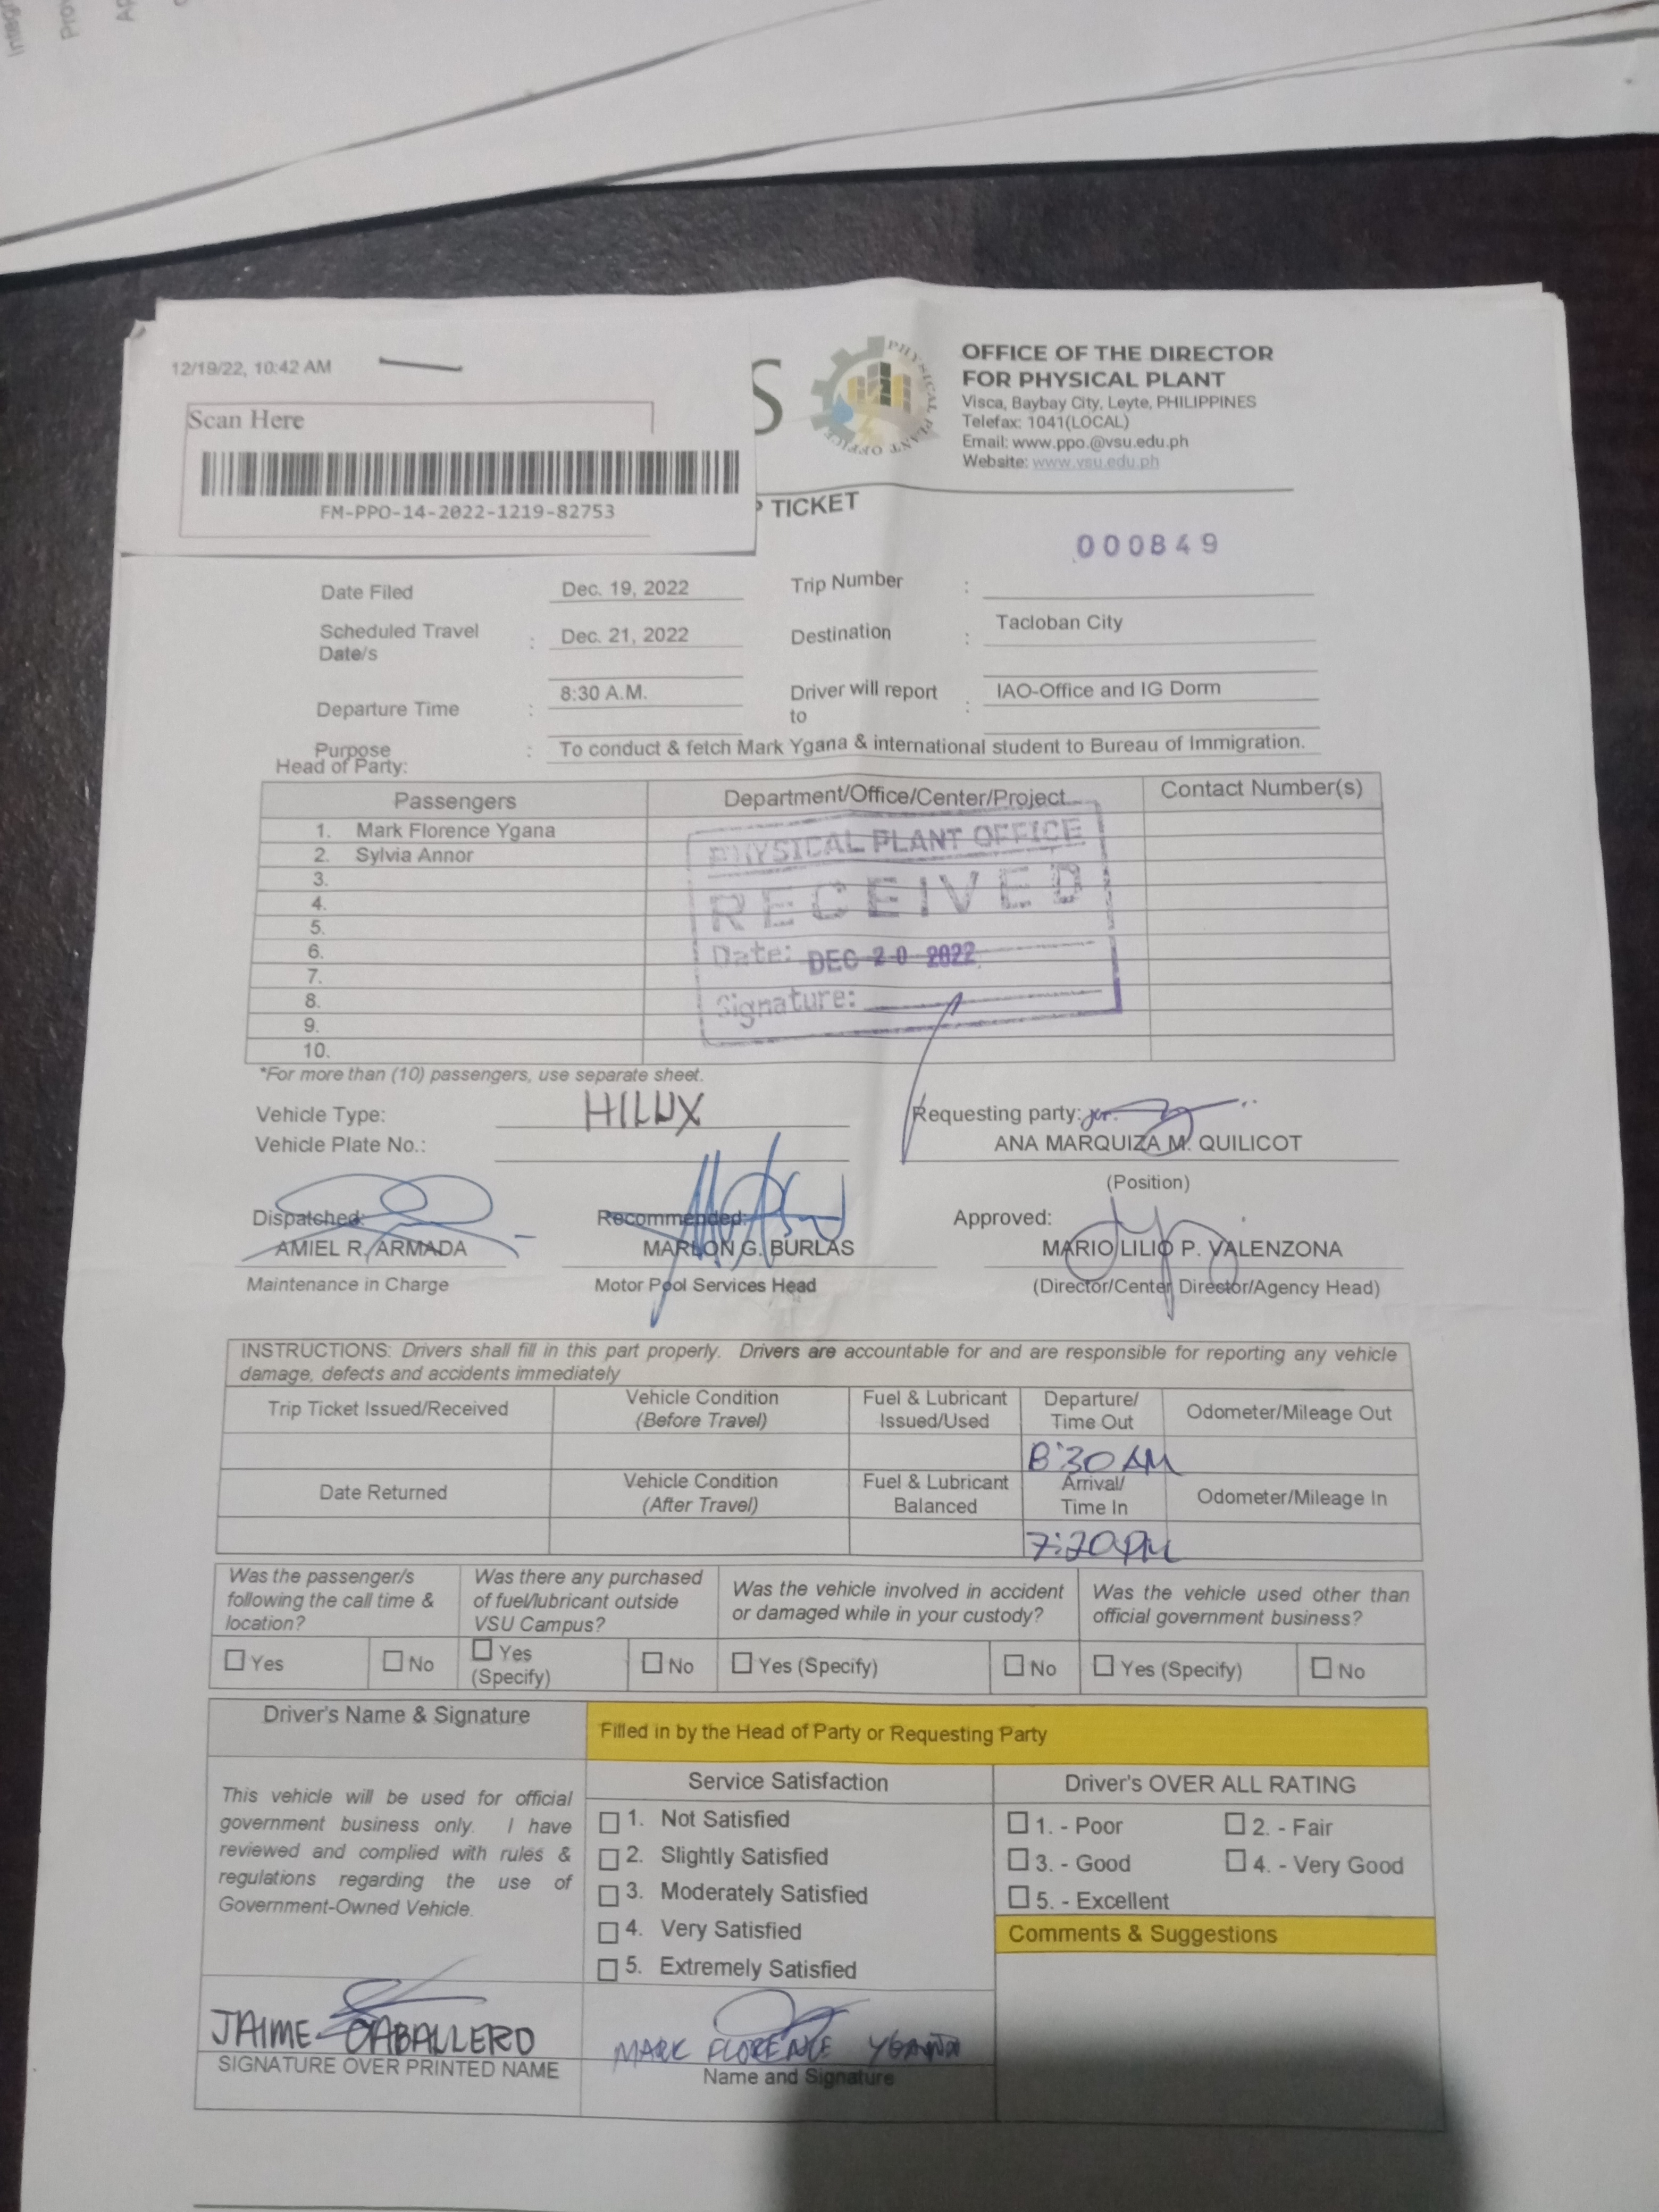 12/19/22, 10:42 AM
Scan Here
FM-PPO-14-2022-1219-82753
S
PHYSICAL PLANT OFFICE
OFFICE OF THE DIRECTOR
FOR PHYSICAL PLANT
Visca, Baybay City, Leyte, PHILIPPINES
Telefax: 1041(LOCAL)
Email: www.ppo.@vsu.edu.ph
Website: www.vsu.edu.ph
TICKET
000849
Date Filed Dec. 19, 2022 Trip Number :
Scheduled Travel Date/s : Dec. 21, 2022 Destination : Tacloban City
Departure Time : 8:30 A.M. Driver will report to : IAO-Office and IG Dorm
Purpose : To conduct & fetch Mark Ygana & international student to Bureau of Immigration.
Head of Party:
Passengers Department/Office/Center/Project Contact Number(s)
1. Mark Florence Ygana
2. Sylvia Annor
3.
4.
5.
6.
7.
8.
9.
10.
PHYSICAL PLANT OFFICE
RECEIVED
Date: DEC 20 2022
Signature:
*For more than (10) passengers, use separate sheet.
Vehicle Type: HILUX Requesting party:
Vehicle Plate No.: ANA MARQUIZA M. QUILICOT
(Position)
Dispatched: Recommended: Approved:
AMIEL R. ARMADA MARLON G. BURLAS MARIO LILIO P. VALENZONA
Maintenance in Charge Motor Pool Services Head (Director/Center Director/Agency Head)
INSTRUCTIONS: Drivers shall fill in this part properly. Drivers are accountable for and are responsible for reporting any vehicle
damage, defects and accidents immediately
Trip Ticket Issued/Received Vehicle Condition (Before Travel) Fuel & Lubricant Issued/Used Departure/ Time Out Odometer/Mileage Out
8:30 AM
Date Returned Vehicle Condition (After Travel) Fuel & Lubricant Balanced Arrival/ Time In Odometer/Mileage In
7:20PM
Was the passenger/s following the call time & location? Was there any purchased of fuel/lubricant outside VSU Campus? Was the vehicle involved in accident or damaged while in your custody? Was the vehicle used other than official government business?
Yes No Yes (Specify) No Yes (Specify) No Yes (Specify) No
Driver's Name & Signature Filled in by the Head of Party or Requesting Party
This vehicle will be used for official
government business only. I have
reviewed and complied with rules &
regulations regarding the use of
Government-Owned Vehicle.
Service Satisfaction
1. Not Satisfied
2. Slightly Satisfied
3. Moderately Satisfied
4. Very Satisfied
5. Extremely Satisfied
Driver's OVER ALL RATING
1. - Poor 2. - Fair
3. - Good 4. - Very Good
5. - Excellent
Comments & Suggestions
JAIME CABALLERO
SIGNATURE OVER PRINTED NAME
MARK FLORENCE YGANA
Name and Signature